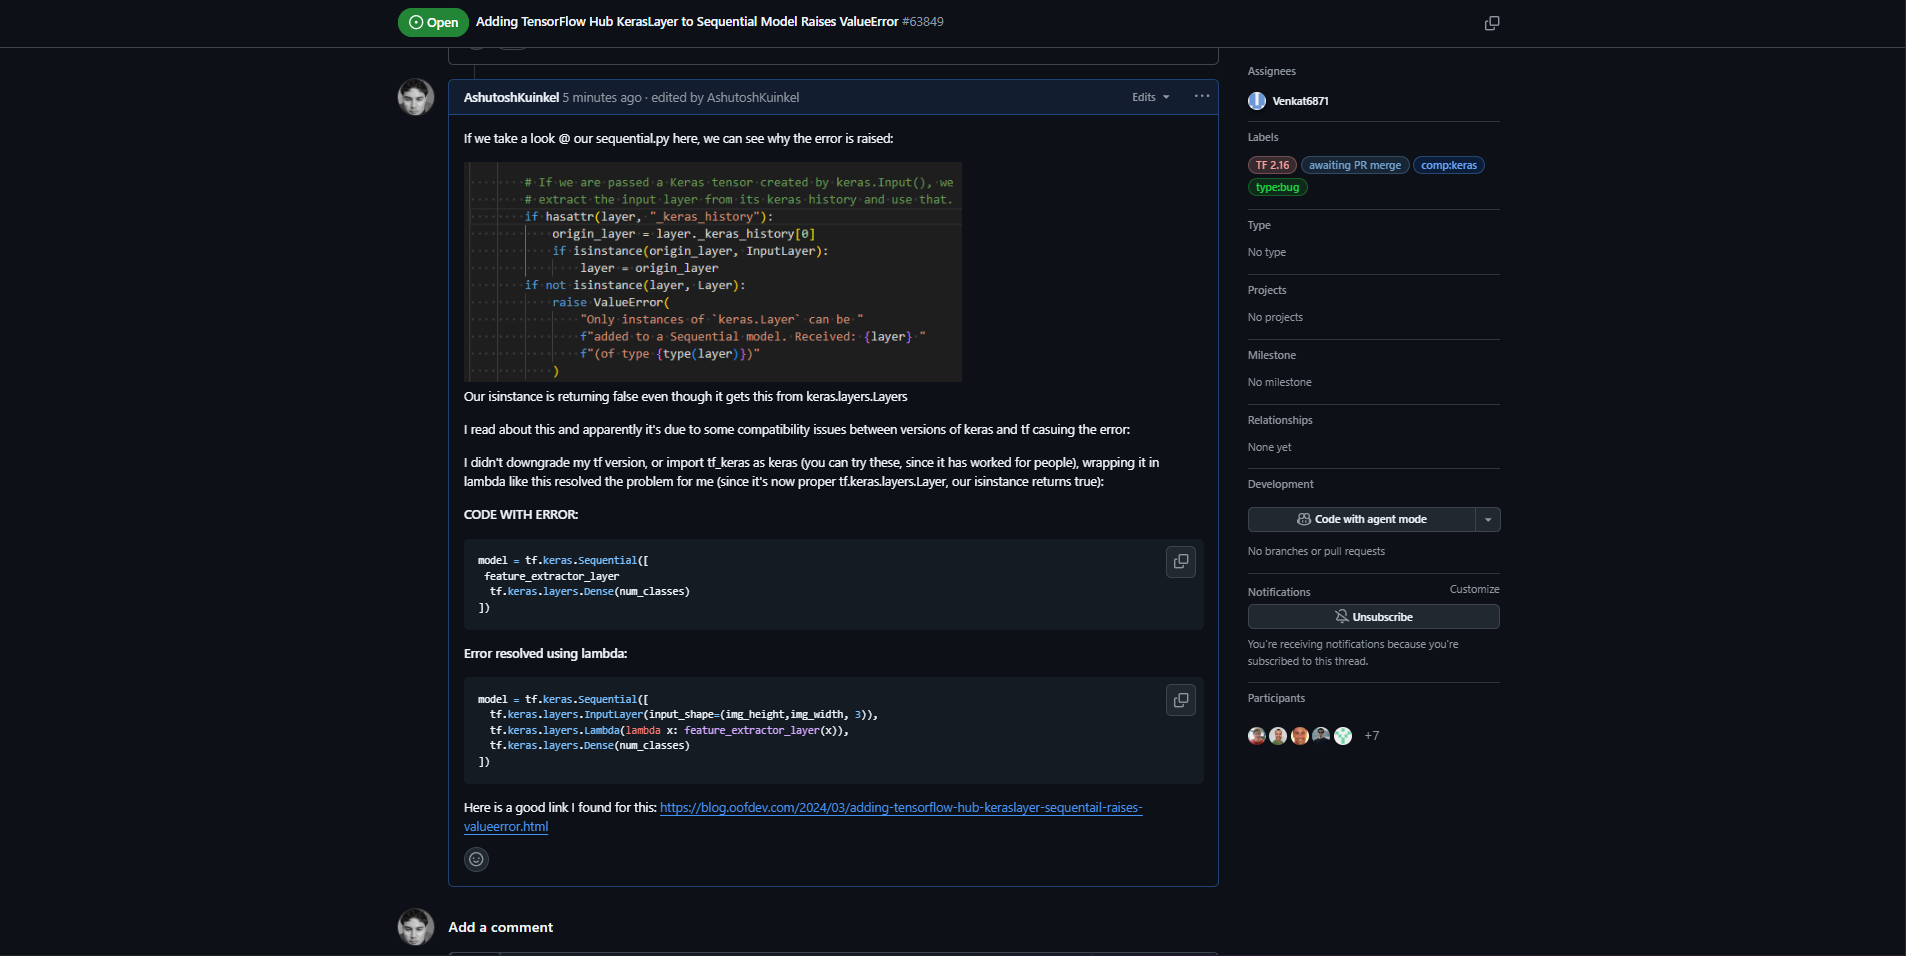 Open
Adding TensorFlow Hub KerasLayer to Sequential Model Raises ValueError #63849
AshutoshKuinkel 5 minutes ago · edited by AshutoshKuinkel
Edits
If we take a look @ our sequential.py here, we can see why the error is raised:
# If we are passed a Keras tensor created by keras.Input(), we
# extract the input layer from its keras history and use that.
if hasattr(layer, "_keras_history"):
origin_layer = layer._keras_history[0]
if isinstance(origin_layer, InputLayer):
layer = origin_layer
if not isinstance(layer, Layer):
raise ValueError(
"Only instances of `keras.Layer` can be "
f"added to a Sequential model. Received: {layer} "
f"(of type {type(layer)})"
)
Our isinstance is returning false even though it gets this from keras.layers.Layers
I read about this and apparently it's due to some compatibility issues between versions of keras and tf casuing the error:
I didn't downgrade my tf version, or import tf_keras as keras (you can try these, since it has worked for people), wrapping it in
lambda like this resolved the problem for me (since it's now proper tf.keras.layers.Layer, our isinstance returns true):
CODE WITH ERROR:
model = tf.keras.Sequential([
feature_extractor_layer
tf.keras.layers.Dense(num_classes)
])
Error resolved using lambda:
model = tf.keras.Sequential([
tf.keras.layers.InputLayer(input_shape=(img_height,img_width, 3)),
tf.keras.layers.Lambda(lambda x: feature_extractor_layer(x)),
tf.keras.layers.Dense(num_classes)
])
Here is a good link I found for this: https://blog.oofdev.com/2024/03/adding-tensorflow-hub-keraslayer-sequentail-raises-
valueerror.html
Add a comment
Assignees
Venkat6871
Labels
TF 2.16
awaiting PR merge
comp:keras
type:bug
Type
No type
Projects
No projects
Milestone
No milestone
Relationships
None yet
Development
Code with agent mode
No branches or pull requests
Notifications
Customize
Unsubscribe
You're receiving notifications because you're
subscribed to this thread.
Participants
+7